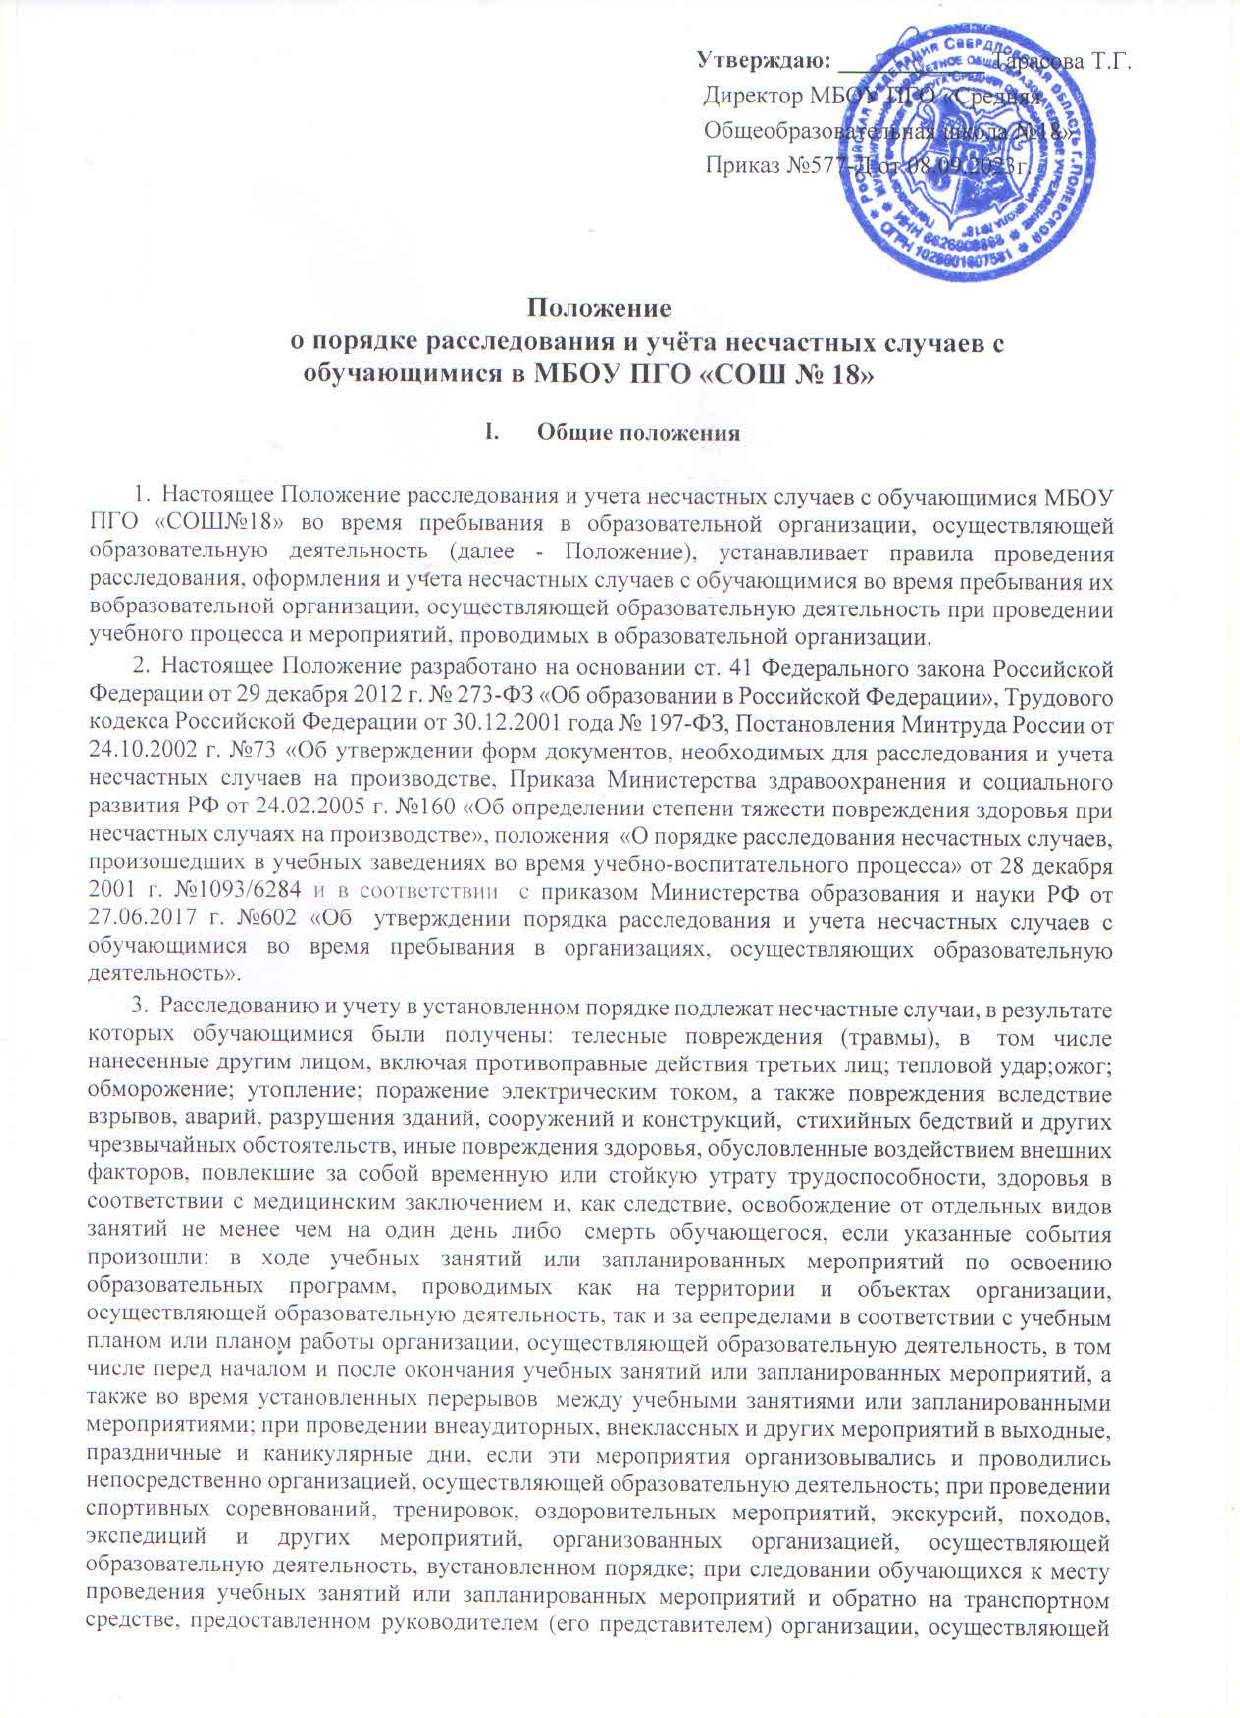 Утверждаю: ____________ Тарасова Т.Г.
Директор МБОУ ПГО «Средняя
Общеобразовательная школа №18»
Приказ №577-Д от 08.09.2023г.
Положение
о порядке расследования и учёта несчастных случаев с
обучающимися в МБОУ ПГО «СОШ № 18»
I. Общие положения
1. Настоящее Положение расследования и учета несчастных случаев с обучающимися МБОУ
ПГО «СОШ№18» во время пребывания в образовательной организации, осуществляющей
образовательную деятельность (далее - Положение), устанавливает правила проведения
расследования, оформления и учета несчастных случаев с обучающимися во время пребывания их
вобразовательной организации, осуществляющей образовательную деятельность при проведении
учебного процесса и мероприятий, проводимых в образовательной организации.
2. Настоящее Положение разработано на основании ст. 41 Федерального закона Российской
Федерации от 29 декабря 2012 г. № 273-ФЗ «Об образовании в Российской Федерации», Трудового
кодекса Российской Федерации от 30.12.2001 года № 197-ФЗ, Постановления Минтруда России от
24.10.2002 г. №73 «Об утверждении форм документов, необходимых для расследования и учета
несчастных случаев на производстве, Приказа Министерства здравоохранения и социального
развития РФ от 24.02.2005 г. №160 «Об определении степени тяжести повреждения здоровья при
несчастных случаях на производстве», положения «О порядке расследования несчастных случаев,
произошедших в учебных заведениях во время учебно-воспитательного процесса» от 28 декабря
2001 г. №1093/6284 и в соответствии с приказом Министерства образования и науки РФ от
27.06.2017 г. №602 «Об утверждении порядка расследования и учета несчастных случаев с
обучающимися во время пребывания в организациях, осуществляющих образовательную
деятельность».
3. Расследованию и учету в установленном порядке подлежат несчастные случаи, в результате
которых обучающимися были получены: телесные повреждения (травмы), в том числе
нанесенные другим лицом, включая противоправные действия третьих лиц; тепловой удар;ожог;
обморожение; утопление; поражение электрическим током, а также повреждения вследствие
взрывов, аварий, разрушения зданий, сооружений и конструкций, стихийных бедствий и других
чрезвычайных обстоятельств, иные повреждения здоровья, обусловленные воздействием внешних
факторов, повлекшие за собой временную или стойкую утрату трудоспособности, здоровья в
соответствии с медицинским заключением и, как следствие, освобождение от отдельных видов
занятий не менее чем на один день либо смерть обучающегося, если указанные события
произошли: в ходе учебных занятий или запланированных мероприятий по освоению
образовательных программ, проводимых как на территории и объектах организации,
осуществляющей образовательную деятельность, так и за еепределами в соответствии с учебным
планом или планом работы организации, осуществляющей образовательную деятельность, в том
числе перед началом и после окончания учебных занятий или запланированных мероприятий, а
также во время установленных перерывов между учебными занятиями или запланированными
мероприятиями; при проведении внеаудиторных, внеклассных и других мероприятий в выходные,
праздничные и каникулярные дни, если эти мероприятия организовывались и проводились
непосредственно организацией, осуществляющей образовательную деятельность; при проведении
спортивных соревнований, тренировок, оздоровительных мероприятий, экскурсий, походов,
экспедиций и других мероприятий, организованных организацией, осуществляющей
образовательную деятельность, вустановленном порядке; при следовании обучающихся к месту
проведения учебных занятий или запланированных мероприятий и обратно на транспортном
средстве, предоставленном руководителем (его представителем) организации, осуществляющей